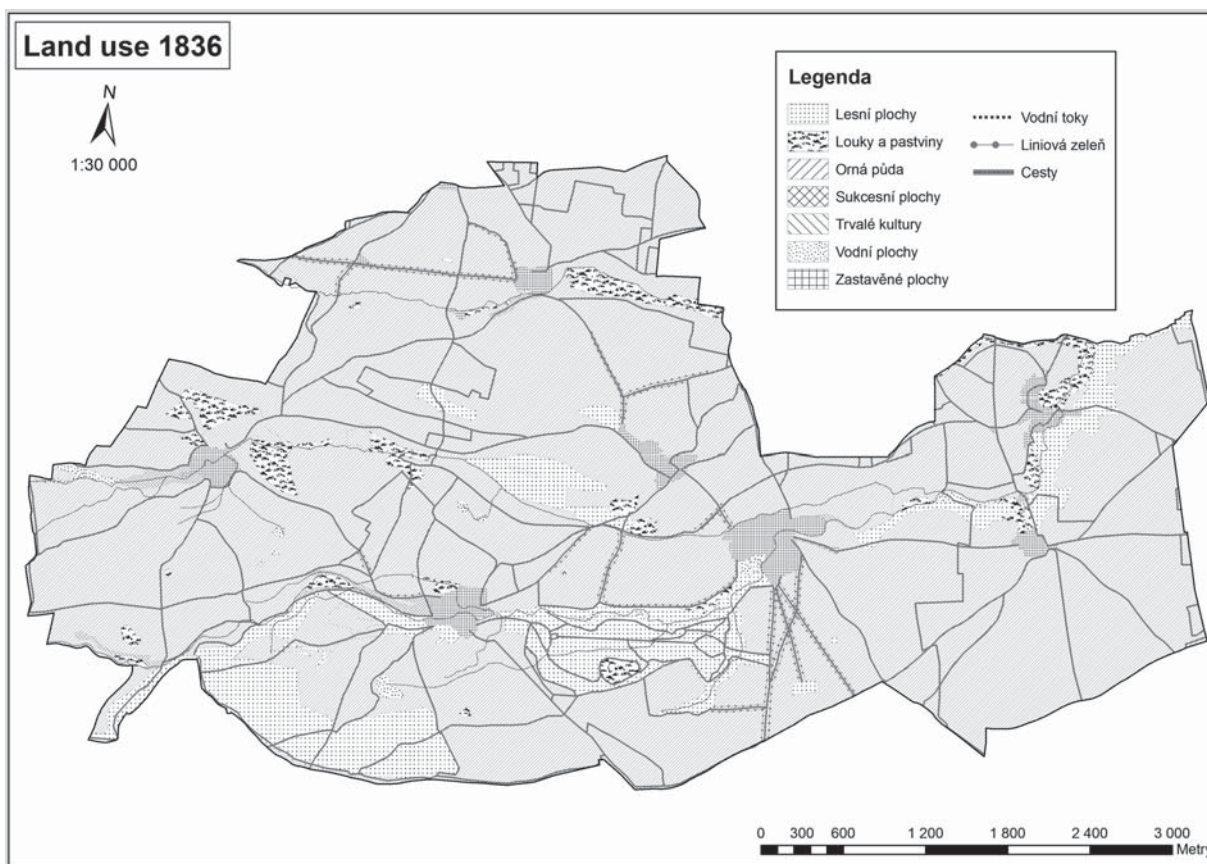 Land use 1836
N
1:30 000
Legenda
Lesní plochy
Louky a pastviny
Orná půda
Sukcesní plochy
Trvalé kultury
Vodní plochy
Zastavěné plochy
Vodní toky
Liniová zeleň
Cesty
0 300 600 1 200 1 800 2 400 3 000
Metry